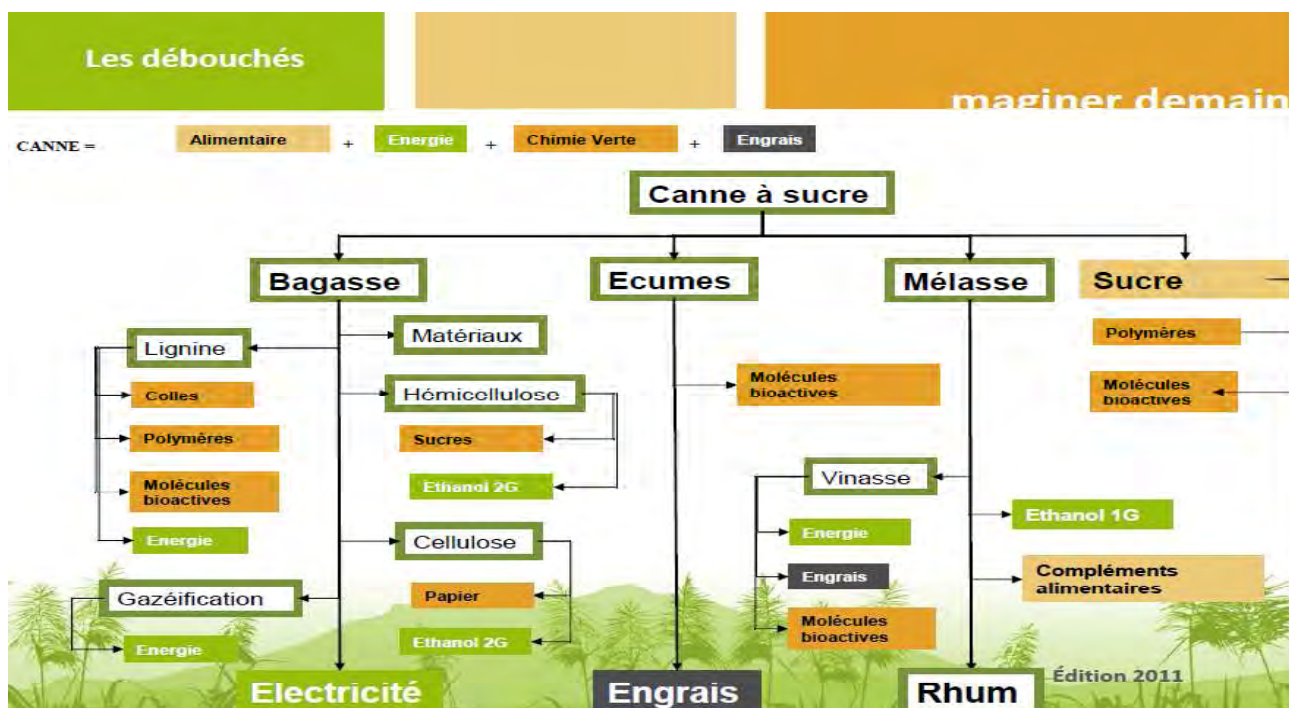 Les débouchés
maginer demain
CANNE = Alimentaire + Energie + Chimie Verte + Engrais
Canne à sucre
Bagasse
Ecumes
Mélasse
Sucre
Lignine
Colles
Polymères
Molécules
bioactives
Energie
Gazéification
Energie
Matériaux
Hémicellulose
Sucres
Ethanol 2G
Cellulose
Papier
Ethanol 2G
Electricité
Molécules
bioactives
Engrais
Vinasse
Energie
Engrais
Molécules
bioactives
Ethanol 1G
Compléments
alimentaires
Rhum
Polymères
Molécules
bioactives
Édition 2011